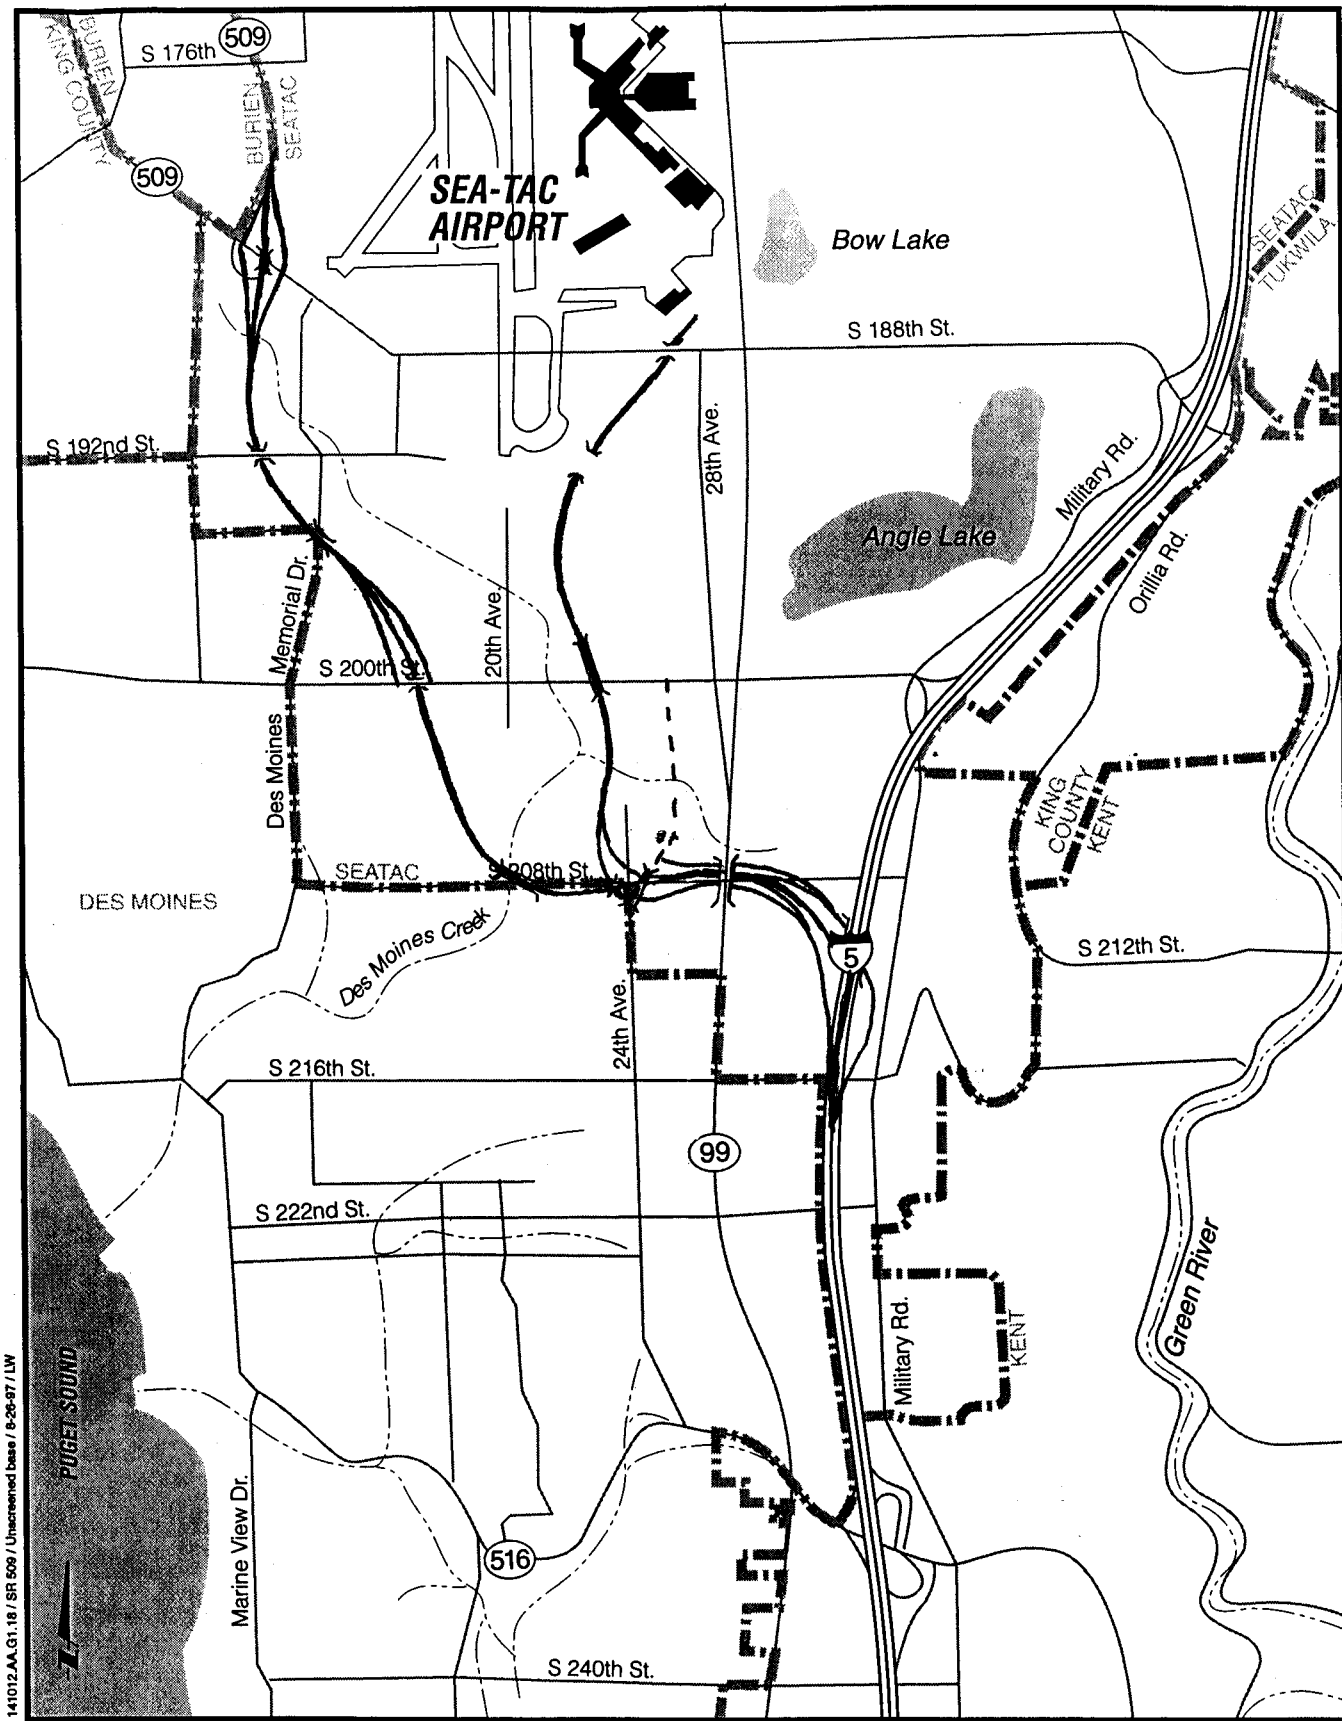 S 176th
509
BURIEN
KING COUNTY
BURIEN
SEATAC
509
SEA-TAC
AIRPORT
Bow Lake
SEATAC
TUKWILA
S 188th St.
28th Ave.
S 192nd St.
Military Rd.
Angle Lake
Orillia Rd.
Memorial Dr.
20th Ave.
S 200th St.
Des Moines
KING
COUNTY
KENT
SEATAC
S 208th St.
DES MOINES
Des Moines Creek
5
S 212th St.
24th Ave.
S 216th St.
99
S 222nd St.
Green River
Military Rd.
KENT
PUGET SOUND
Marine View Dr.
516
S 240th St.
141012.AA.G1.18 / SR 509 / Unscreened base / 8-26-97 / LW